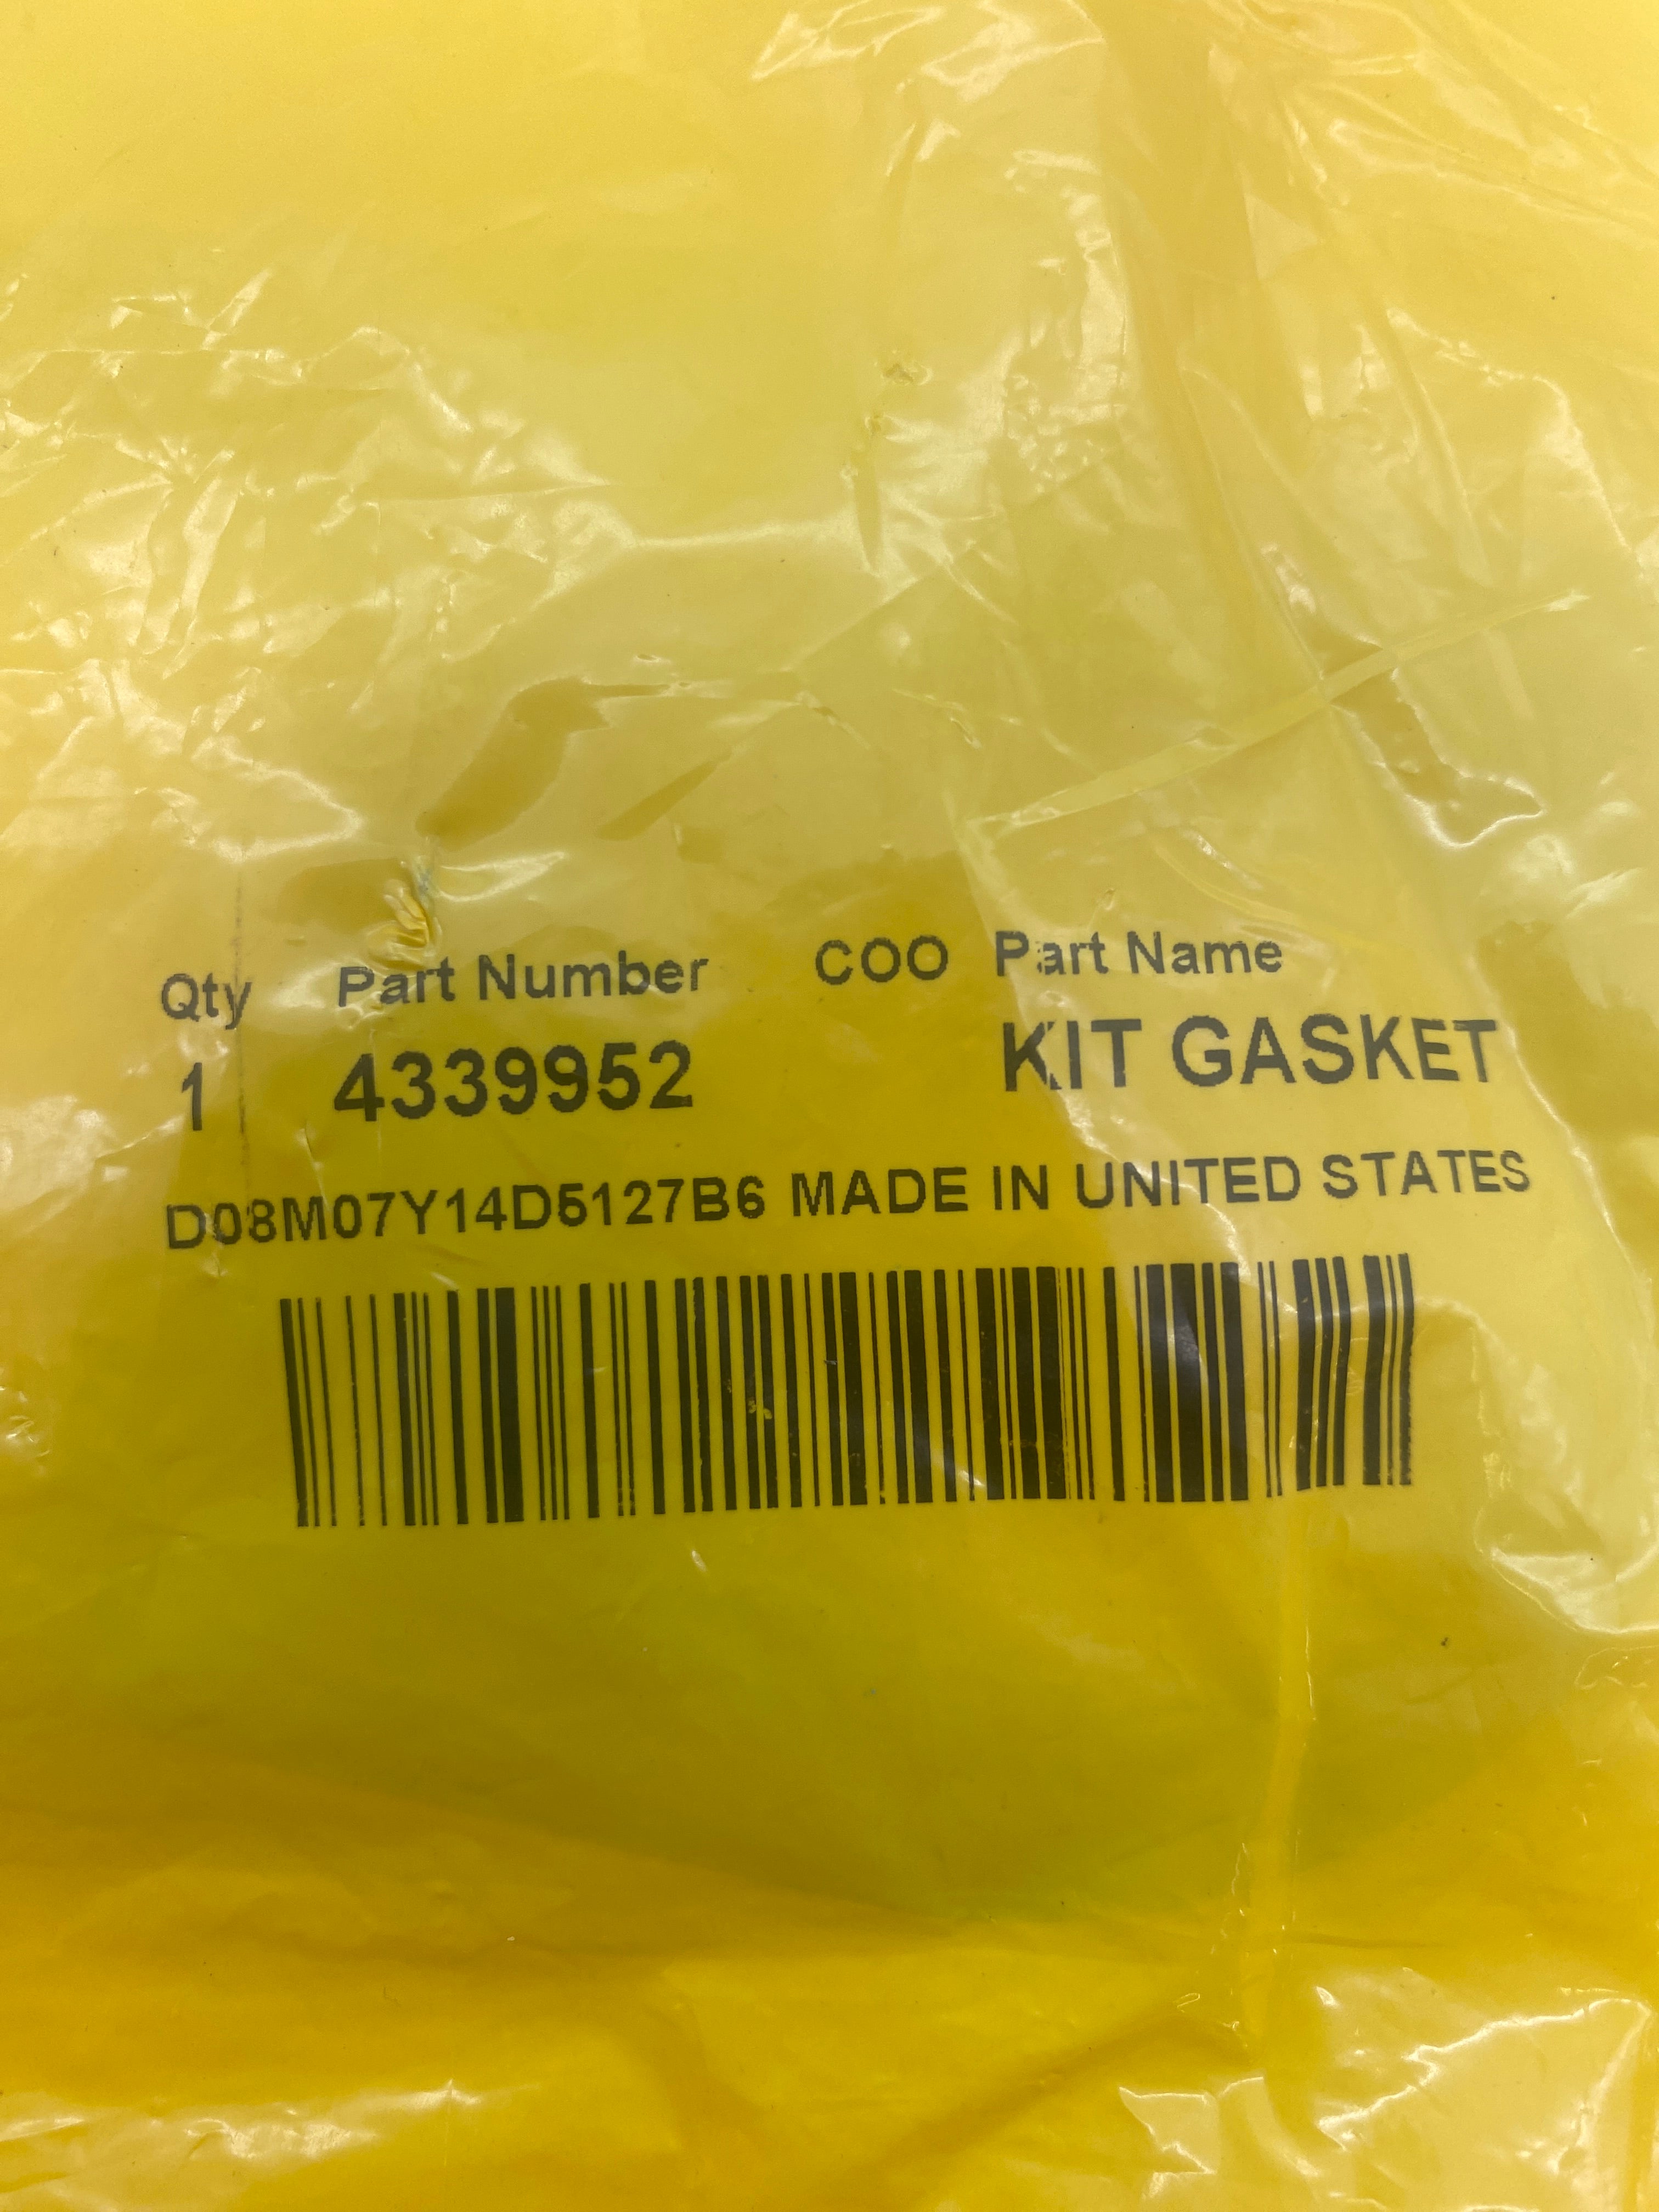 Qty Part Number COO Part Name
1 4339952 KIT GASKET
D08M07Y14D5127B6 MADE IN UNITED STATES